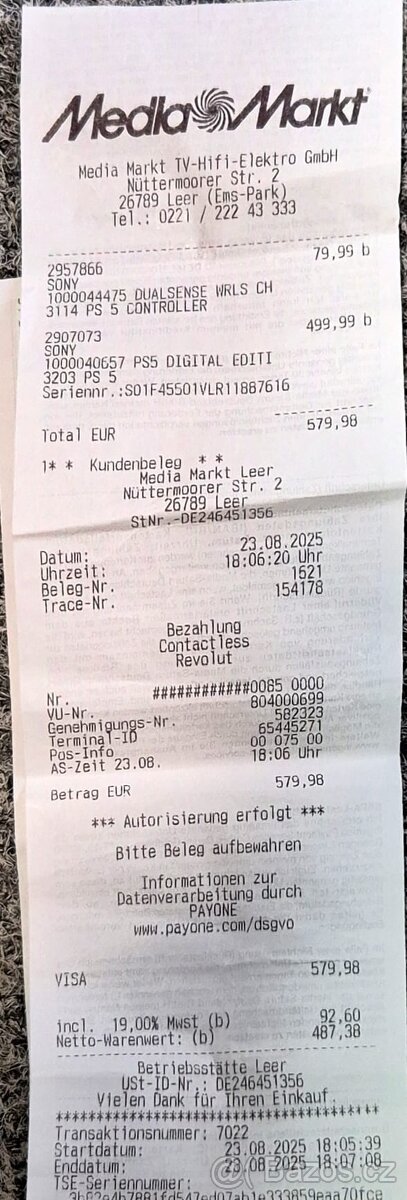 Media Markt
Media Markt TV-Hifi-Elektro GmbH
Nüttermoorer Str. 2
26789 Leer (Ems-Park)
Tel.: 0221 / 222 43 333
2957866 79,99 b
SONY
1000044475 DUALSENSE WRLS CH
3114 PS 5 CONTROLLER
2907073 499,99 b
SONY
1000040657 PS5 DIGITAL EDITI
3203 PS 5
Seriennr.:S01F45501VLR11887616
Total EUR 579,98
1* * Kundenbeleg * *
Media Markt Leer
Nüttermoorer Str. 2
26789 Leer
StNr.-DE246451356
Datum: 23.08.2025
Uhrzeit: 18:06:20 Uhr
Beleg-Nr. 1621
Trace-Nr. 154178
Bezahlung
Contactless
Revolut
Nr. ############0085 0000
VU-Nr. 804000699
Genehmigungs-Nr. 582323
Terminal-ID 65445271
Pos-Info 00 075 00
AS-Zeit 23.08. 18:06 Uhr
Betrag EUR 579,98
*** Autorisierung erfolgt ***
Bitte Beleg aufbewahren
Informationen zur
Datenverarbeitung durch
PAYONE
www.payone.com/dsgvo
VISA 579,98
incl. 19,00% Mwst (b) 92,60
Netto-Warenwert: (b) 487,38
Betriebsstätte Leer
USt-ID-Nr.: DE246451356
Vielen Dank für Ihren Einkauf.
****************************************
Transaktionsnummer: 7022
Startdatum: 23.08.2025 18:05:39
Enddatum: 23.08.2025 18:07:08
TSE-Seriennummer:
Bazoš.cz